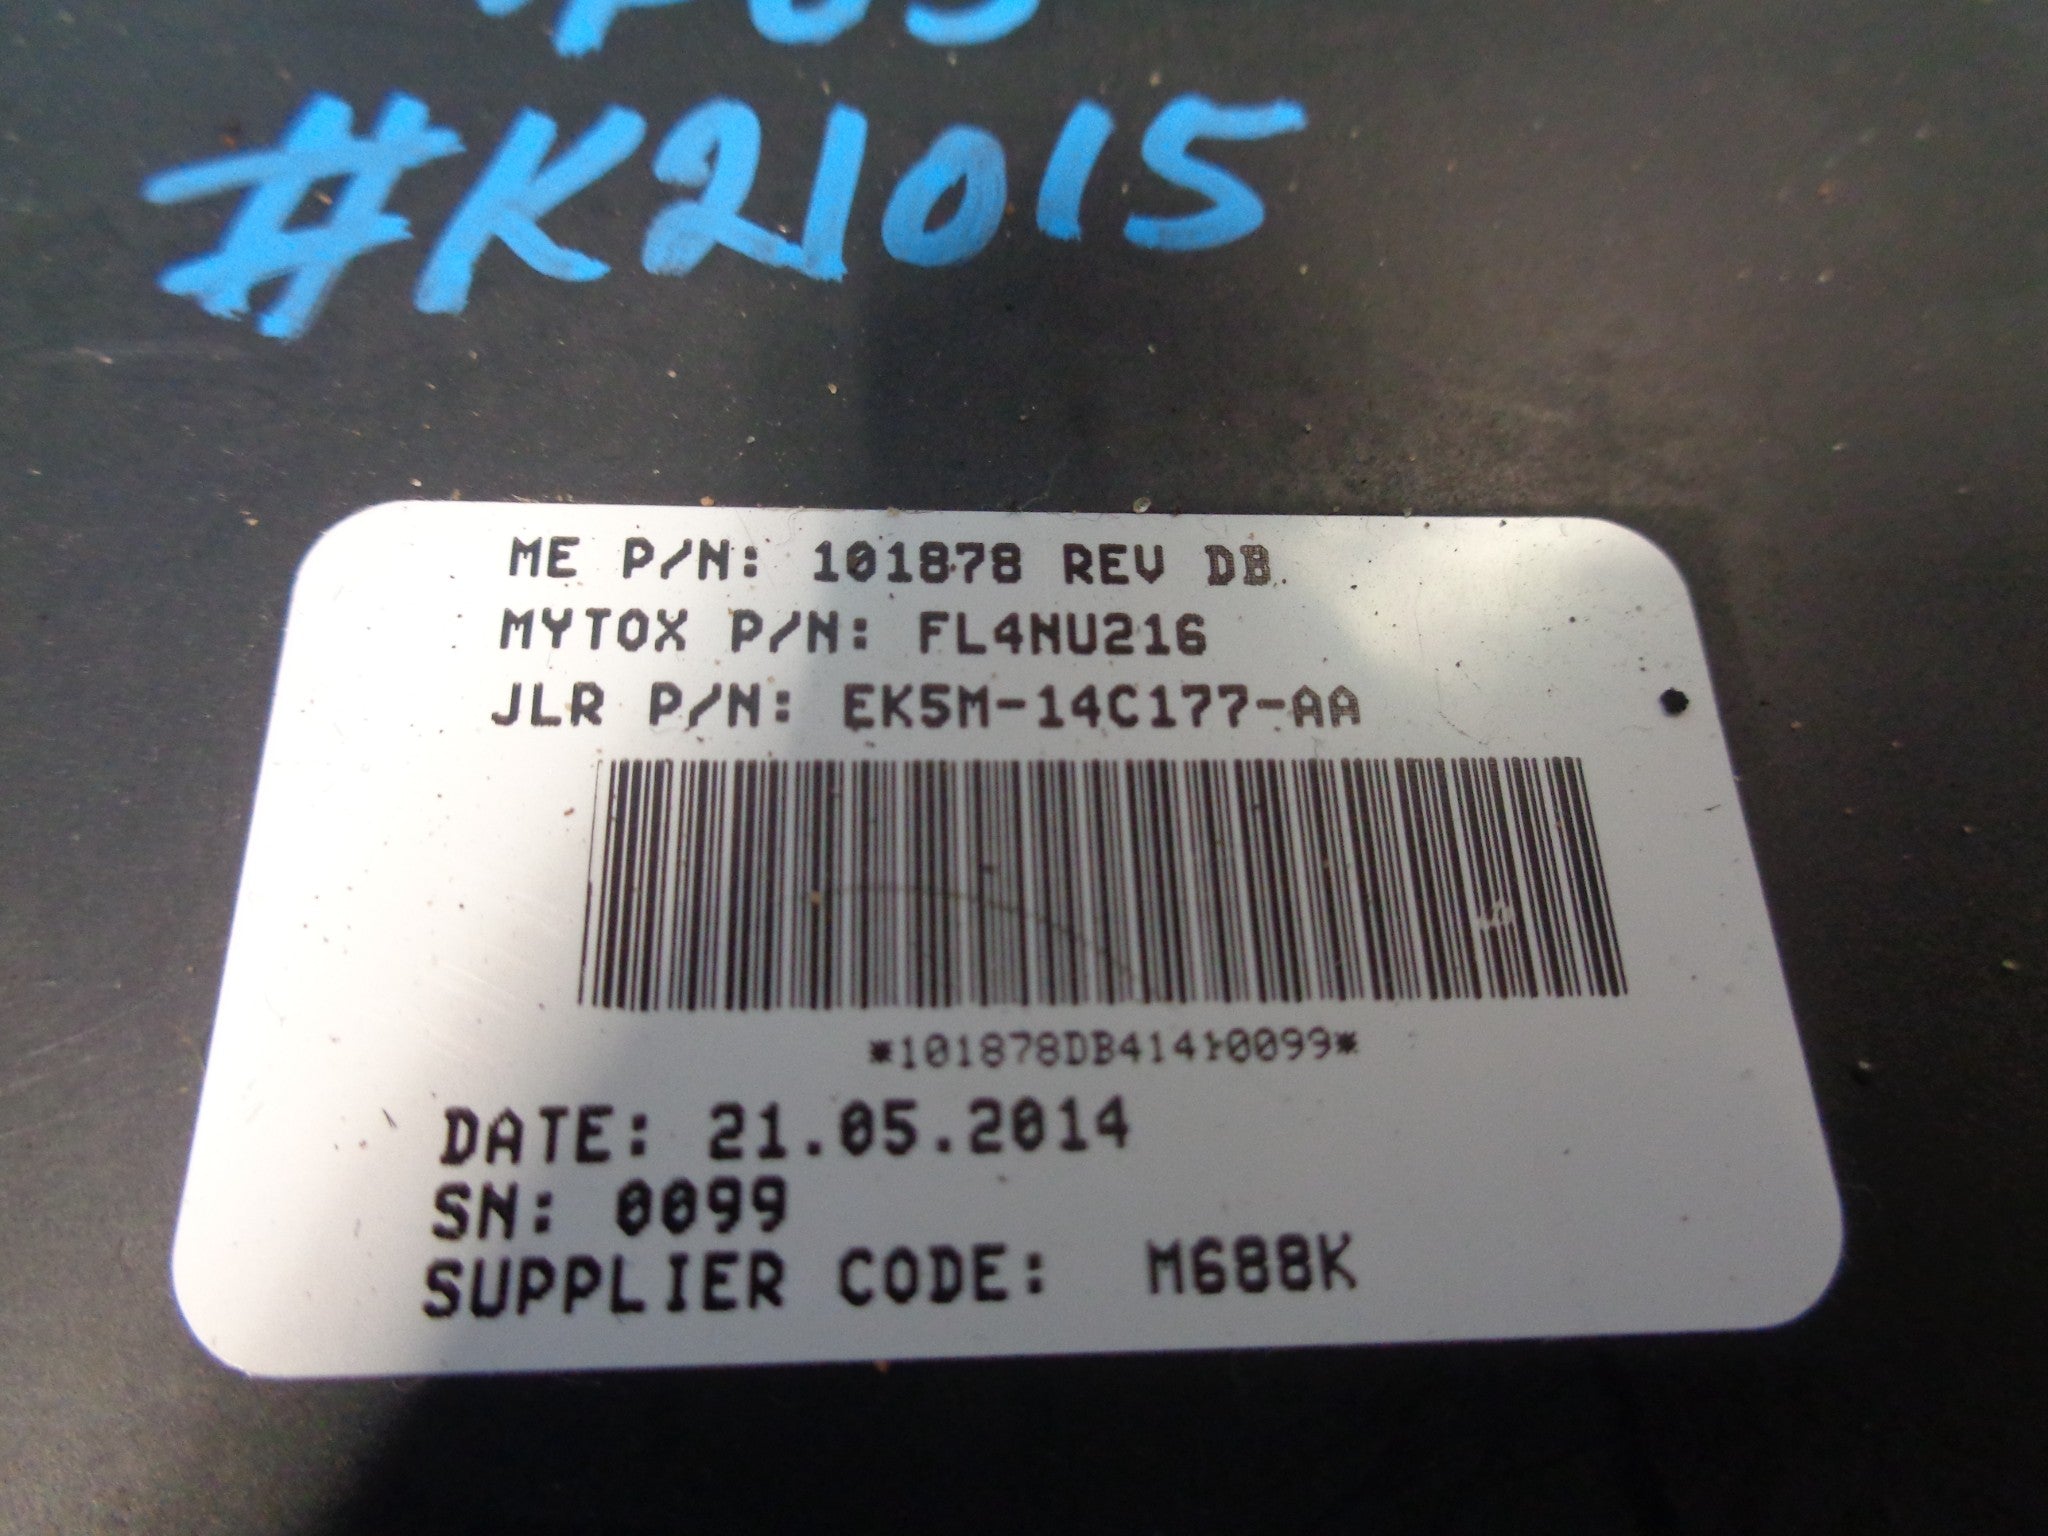 #K21015
ME P/N: 101878 REV DB
MYTOX P/N: FL4NU216
JLR P/N: EK5M-14C177-AA
*101878DB41410099*
DATE: 21.05.2014
SN: 0099
SUPPLIER CODE: M688K